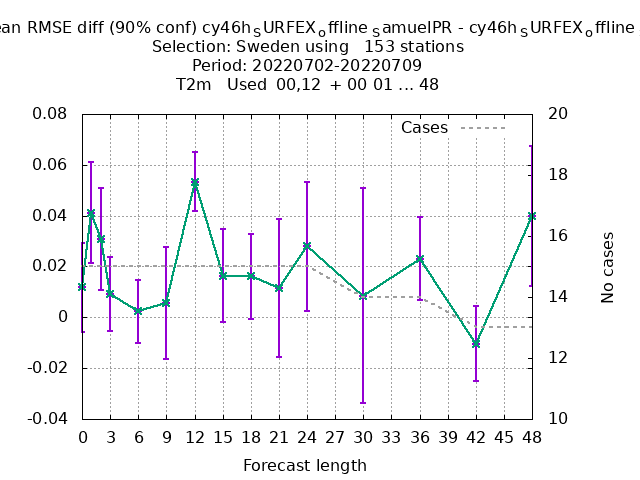 ean RMSE diff (90% conf) cy46h_SURFEX_offline_SamuelPR - cy46h_SURFEX_offline
Selection: Sweden using 153 stations
Period: 20220702-20220709
T2m Used 00,12 + 00 01 ... 48
Cases
0.08
0.06
0.04
0.02
0
-0.02
-0.04
20
18
16
14
12
10
No cases
0 3 6 9 12 15 18 21 24 27 30 33 36 39 42 45 48
Forecast length